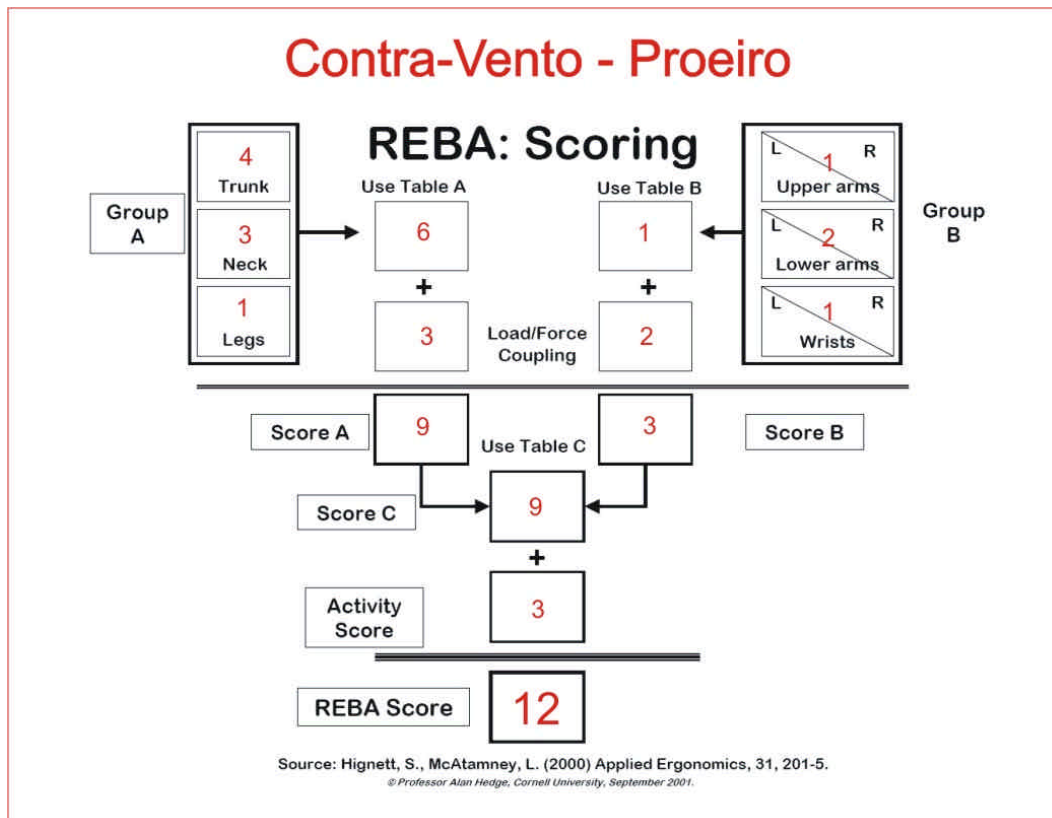 Contra-Vento - Proeiro
REBA: Scoring
Group
A
4
Trunk
3
Neck
1
Legs
Use Table A
6
+
3
Load/Force
Coupling
Use Table B
1
+
2
L R
1
Upper arms
L R
2
Lower arms
L R
1
Wrists
Group
B
Score A
9
Use Table C
3
Score B
Score C
9
+
Activity
Score
3
REBA Score
12
Source: Hignett, S., McAtamney, L. (2000) Applied Ergonomics, 31, 201-5.
© Professor Alan Hedge, Cornell University, September 2001.